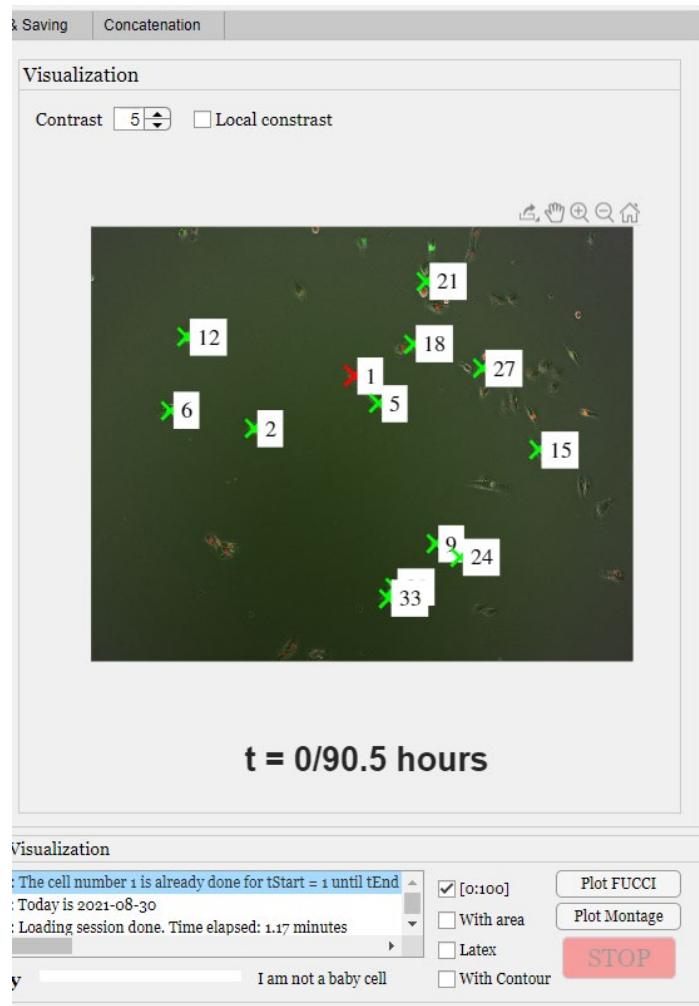 & Saving
Concatenation
Visualization
Contrast 5 Local constrast
21
12
18
27
1
5
6
2
15
9
24
33
t = 0/90.5 hours
Visualization
: The cell number 1 is already done for tStart = 1 until tEnd
: Today is 2021-08-30
: Loading session done. Time elapsed: 1.17 minutes
[0:100]
With area
Latex
With Contour
Plot FUCCI
Plot Montage
STOP
y
I am not a baby cell